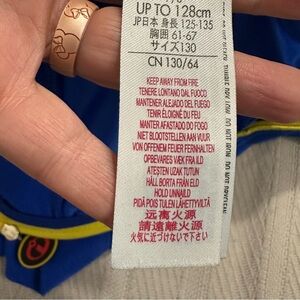 UP TO 128cm
JP日本 身長 125-135
胸囲 61-67
サイズ130
CN 130/64
KEEP AWAY FROM FIRE
TENERE LONTANO DAL FUOCO
MANTENER ALEJADO DEL FUEGO
TENIR ÉLOIGNÉ DU FEU
MANTER AFASTADO DO FOGO
NIET BLOOTSTELLEN AAN VUUR
VON OFFENEM FEUER FERNHALTEN
OPBEVARES VÆK FRA ILD
ATEŞTEN UZAK TUTUN
HÅLL BORTA FRÅN ELD
HOLD UNNAILD
PIDÄ POIS TULEN LÄHETTYVILTÄ
远离火源
請遠離火源
火気に近づけないで下さい